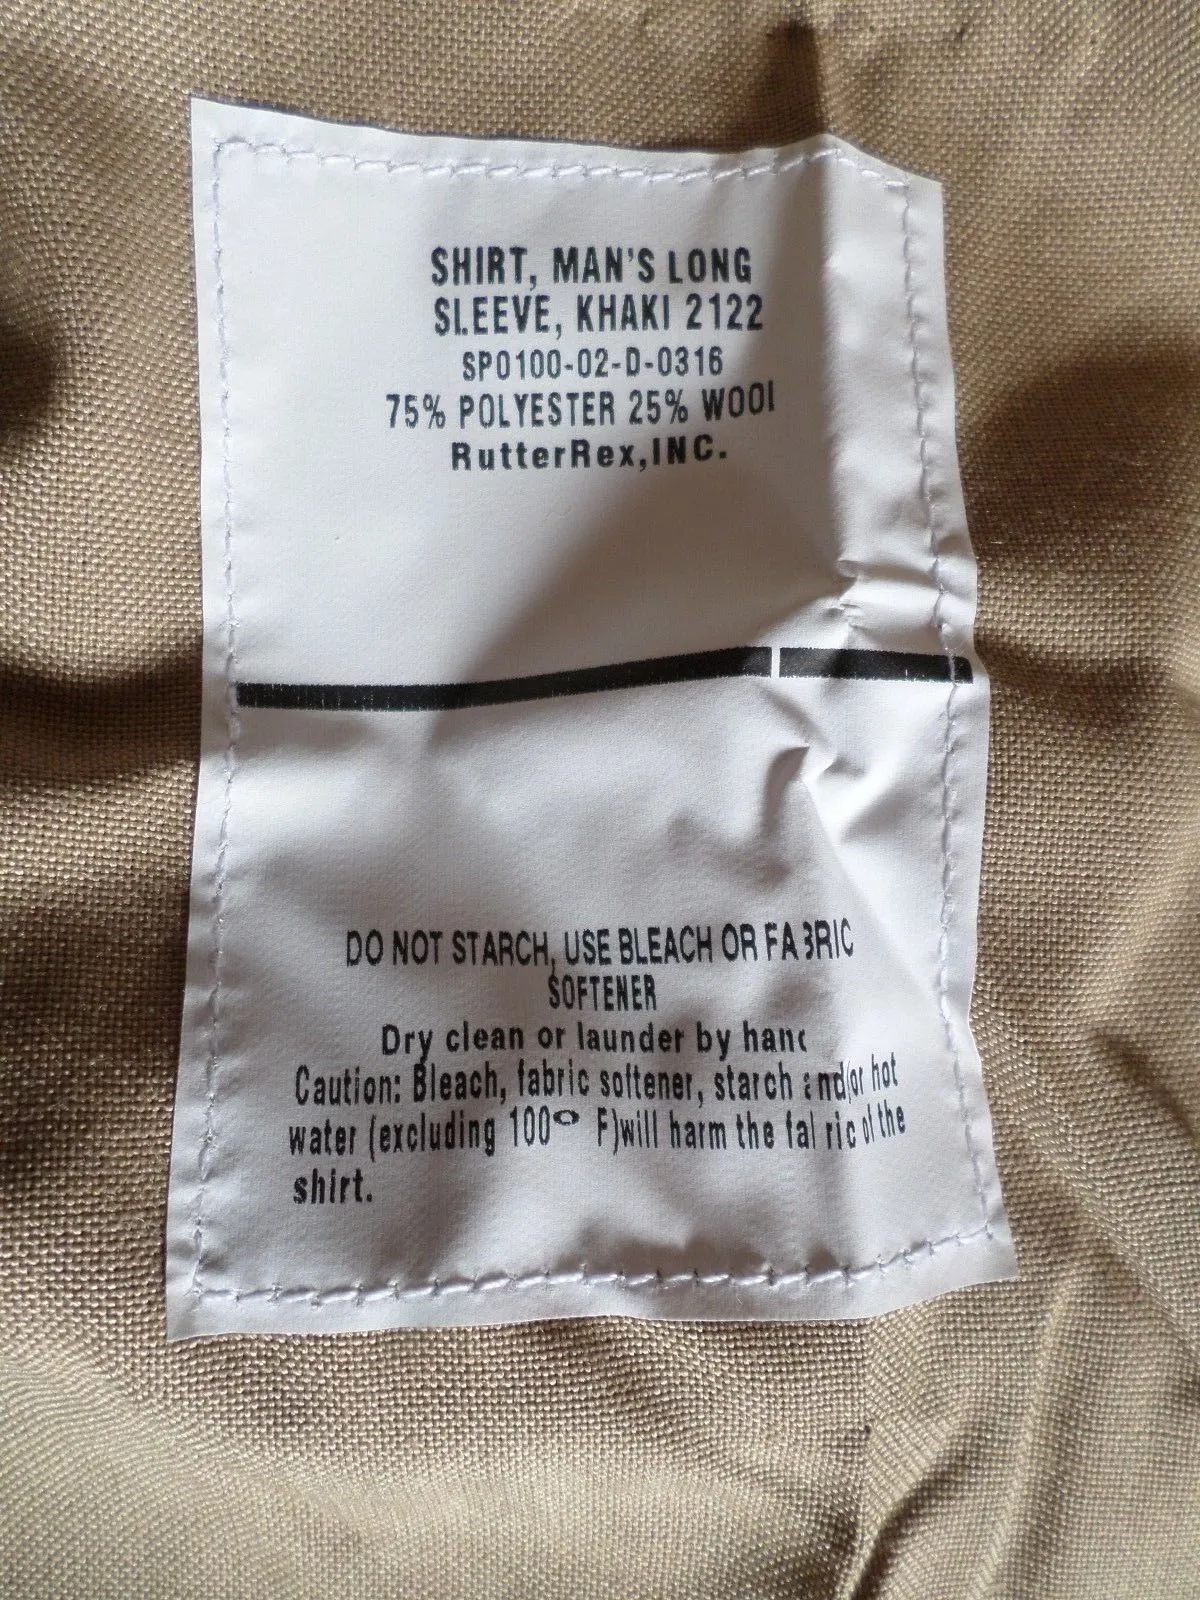 SHIRT, MAN'S LONG
SLEEVE, KHAKI 2122
SP0100-02-D-0316
75% POLYESTER 25% WOOl
RutterRex,INC.
DO NOT STARCH, USE BLEACH OR FABRIC
SOFTENER
Dry clean or launder by hand
Caution: Bleach, fabric softener, starch and/or hot
water (excluding 100º F)will harm the fabric of the
shirt.